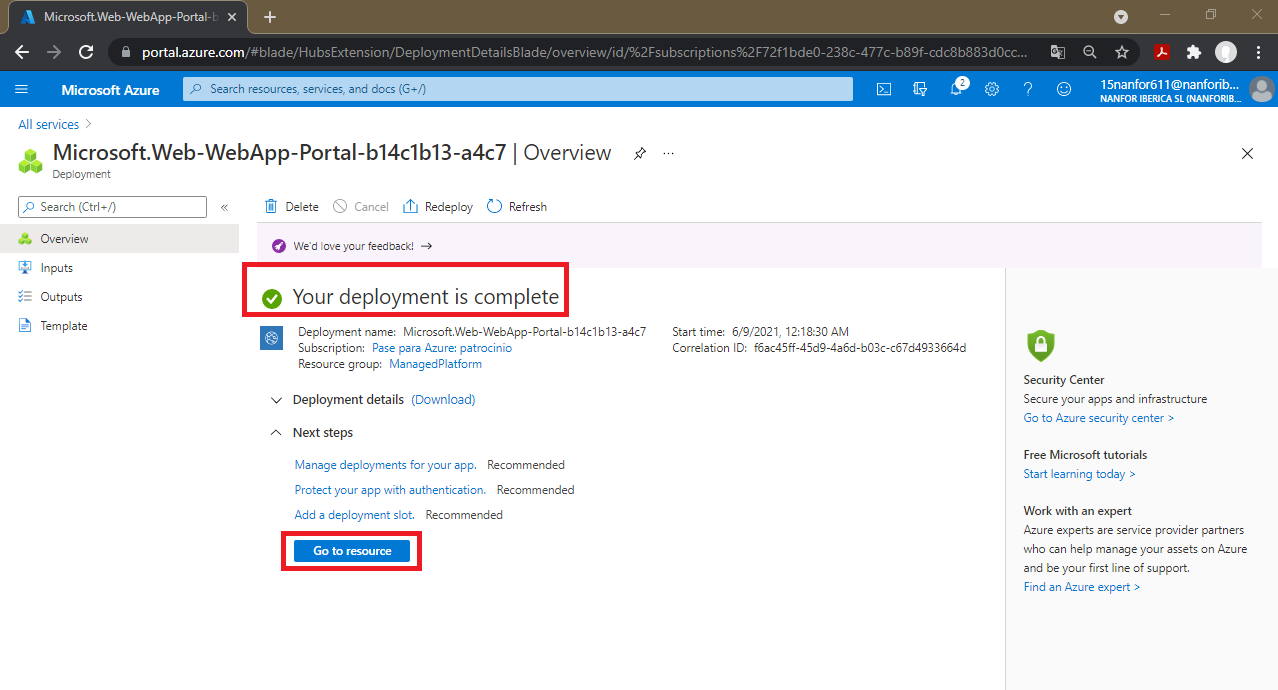 Microsoft.Web-WebApp-Portal-b
portal.azure.com/#blade/HubsExtension/DeploymentDetailsBlade/overview/id/%2Fsubscriptions%2F72f1bde0-238c-477c-b89f-cdc8b883d0cc...
Microsoft Azure
Search resources, services, and docs (G+/)
2
15nanfor611@nanforib...
NANFOR IBERICA SL (NANFORIB...
All services
Microsoft.Web-WebApp-Portal-b14c1b13-a4c7 | Overview
Deployment
Search (Ctrl+/)
Overview
Inputs
Outputs
Template
Delete
Cancel
Redeploy
Refresh
We'd love your feedback!
Your deployment is complete
Deployment name: Microsoft.Web-WebApp-Portal-b14c1b13-a4c7
Subscription: Pase para Azure: patrocinio
Resource group: ManagedPlatform
Start time: 6/9/2021, 12:18:30 AM
Correlation ID: f6ac45ff-45d9-4a6d-b03c-c67d4933664d
Deployment details (Download)
Next steps
Manage deployments for your app. Recommended
Protect your app with authentication. Recommended
Add a deployment slot. Recommended
Go to resource
Security Center
Secure your apps and infrastructure
Go to Azure security center >
Free Microsoft tutorials
Start learning today >
Work with an expert
Azure experts are service provider partners
who can help manage your assets on Azure
and be your first line of support.
Find an Azure expert >